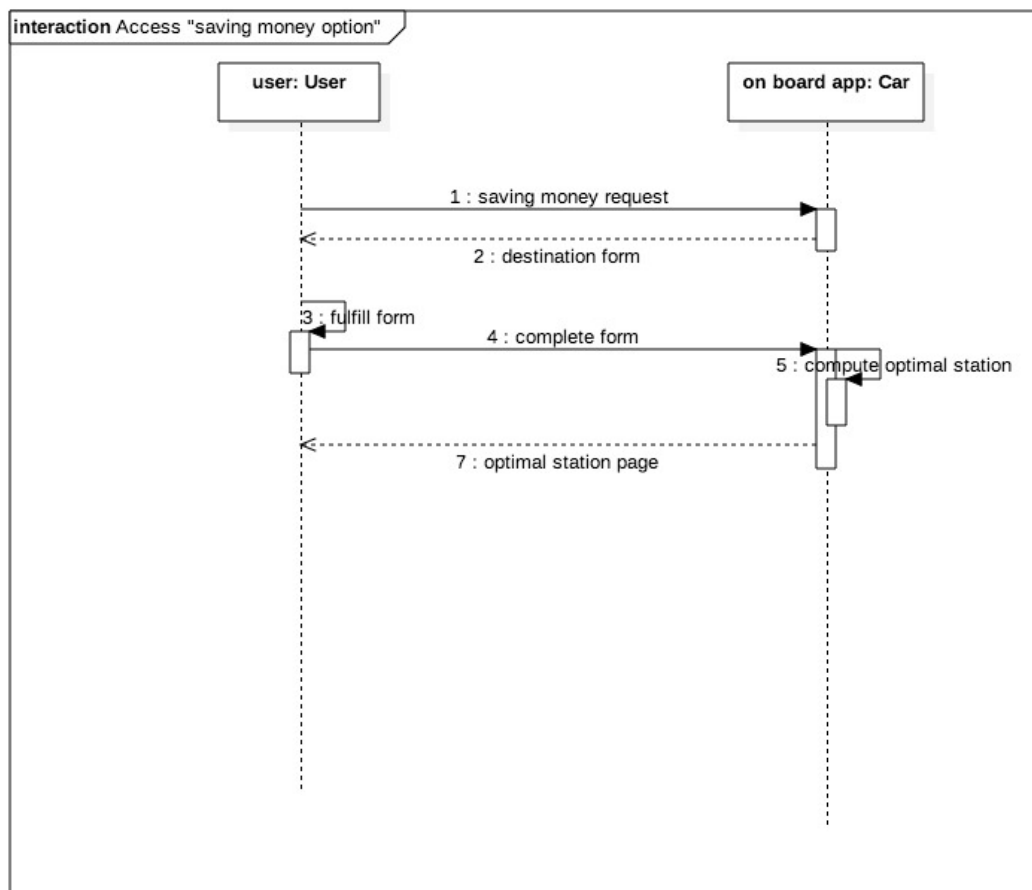 interaction Access "saving money option"
user: User
on board app: Car
1 : saving money request
2 : destination form
3 : fulfill form
4 : complete form
5 : compute optimal station
7 : optimal station page